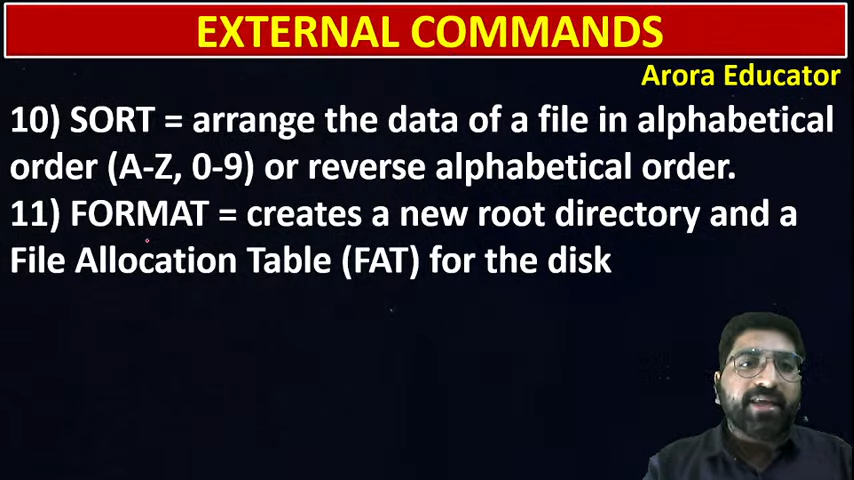 EXTERNAL COMMANDS
Arora Educator
10) SORT = arrange the data of a file in alphabetical
order (A-Z, 0-9) or reverse alphabetical order.
11) FORMAT = creates a new root directory and a
File Allocation Table (FAT) for the disk